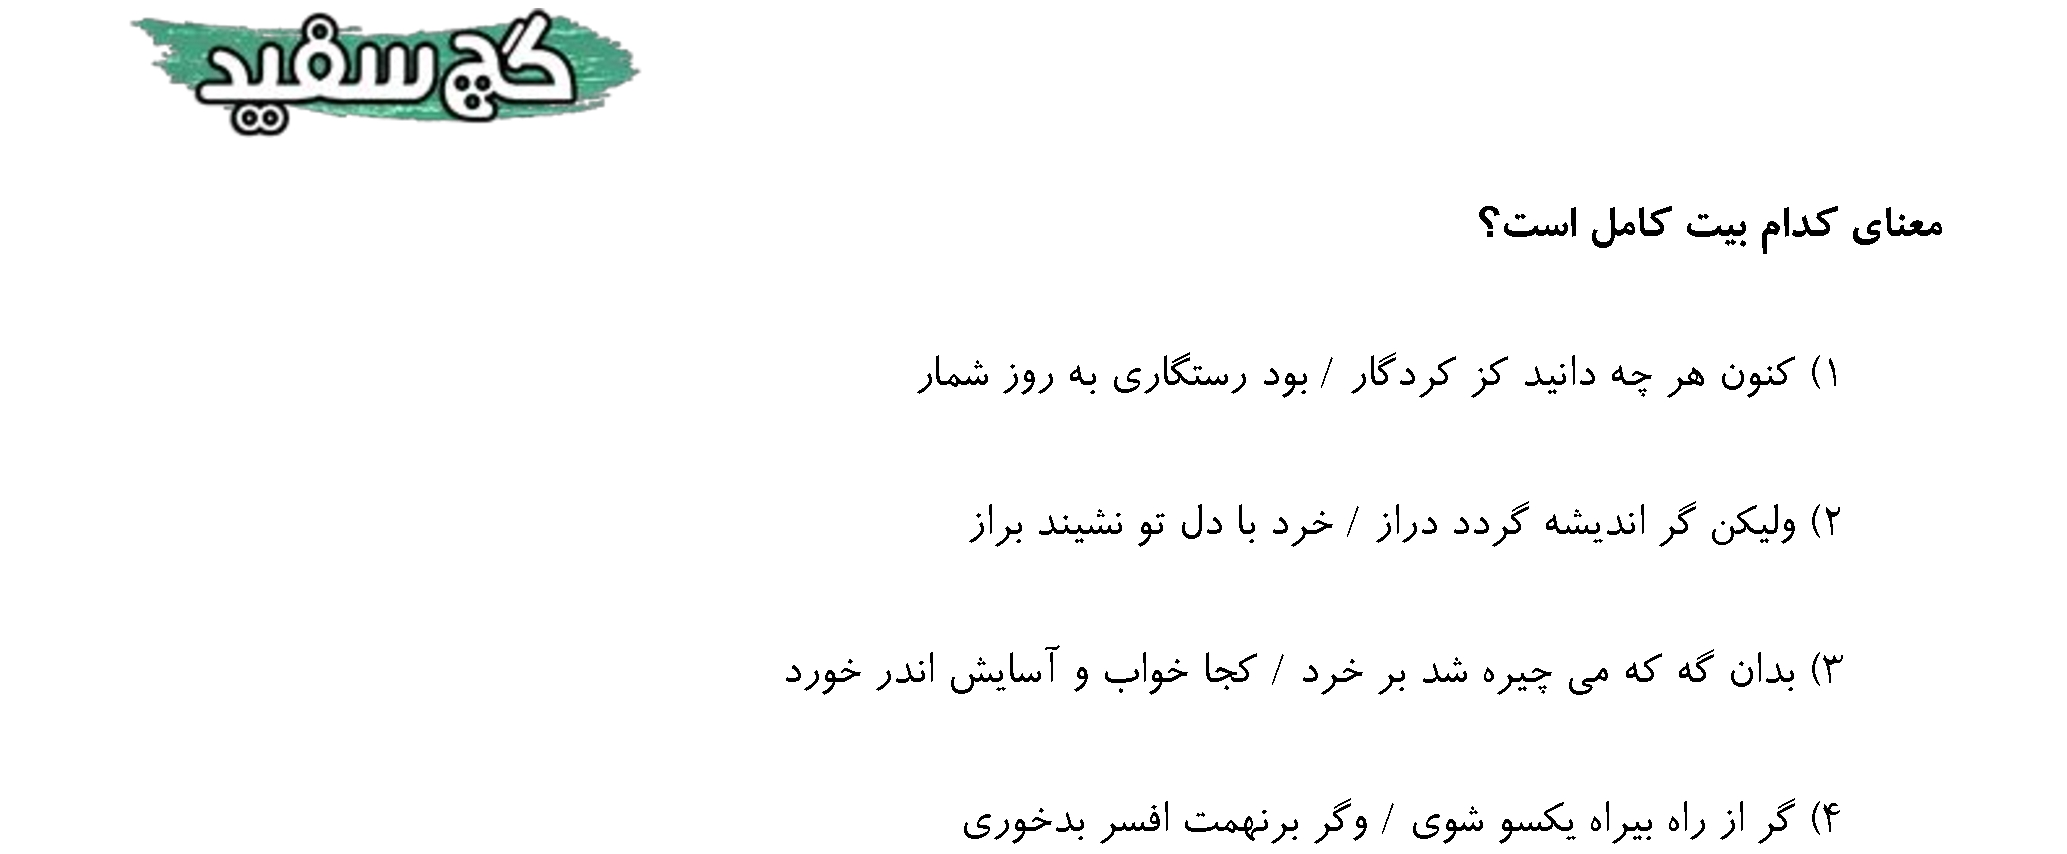 گچ سفید
معنای کدام بیت کامل است؟
۱) کنون هر چه دانید کز کردگار / بود رستگاری به روز شمار
۲) ولیکن گر اندیشه گردد دراز / خرد با دل تو نشیند براز
۳) بدان گه که می چیره شد بر خرد / کجا خواب و آسایش اندر خورد
۴) گر از راه بیراه یکسو شوی / وگر برنهمت افسر بدخوری